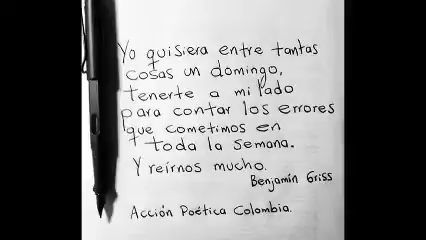 Yo quisiera entre tantas
cosas un domingo,
tenerte a mi lado
para contar los errores
que cometimos en
toda la semana.
Y reírnos mucho.
Benjamín Griss
Acción Poética Colombia.